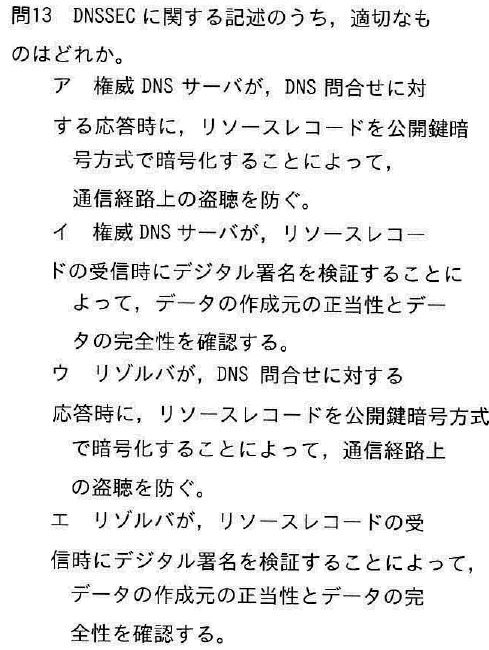 問13 DNSSECに関する記述のうち，適切なも
のはどれか。
ア 権威DNSサーバが，DNS問合せに対
する応答時に，リソースレコードを公開鍵暗
号方式で暗号化することによって，
通信経路上の盗聴を防ぐ。
イ 権威DNSサーバが，リソースレコー
ドの受信時にデジタル署名を検証することに
よって，データの作成元の正当性とデー
タの完全性を確認する。
ウ リゾルバが，DNS 問合せに対する
応答時に，リソースレコードを公開鍵暗号方式
で暗号化することによって，通信経路上
の盗聴を防ぐ。
エ リゾルバが，リソースレコードの受
信時にデジタル署名を検証することによって，
データの作成元の正当性とデータの完
全性を確認する。